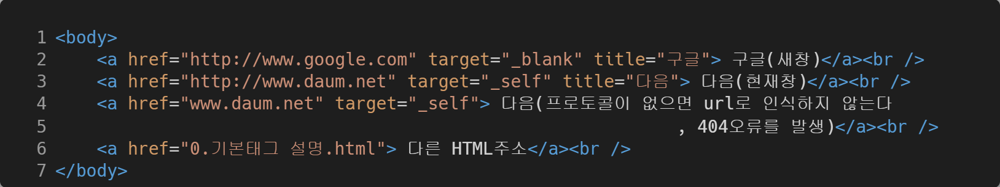 1 <body>
2     <a href="http://www.google.com" target="_blank" title="구글"> 구글(새창)</a><br />
3     <a href="http://www.daum.net" target="_self" title="다음"> 다음(현재창)</a><br />
4     <a href="www.daum.net" target="_self"> 다음(프로토콜이 없으면 url로 인식하지 않는다
5                                                             , 404오류를 발생)</a><br />
6     <a href="0.기본태그 설명.html"> 다른 HTML주소</a><br />
7 </body>